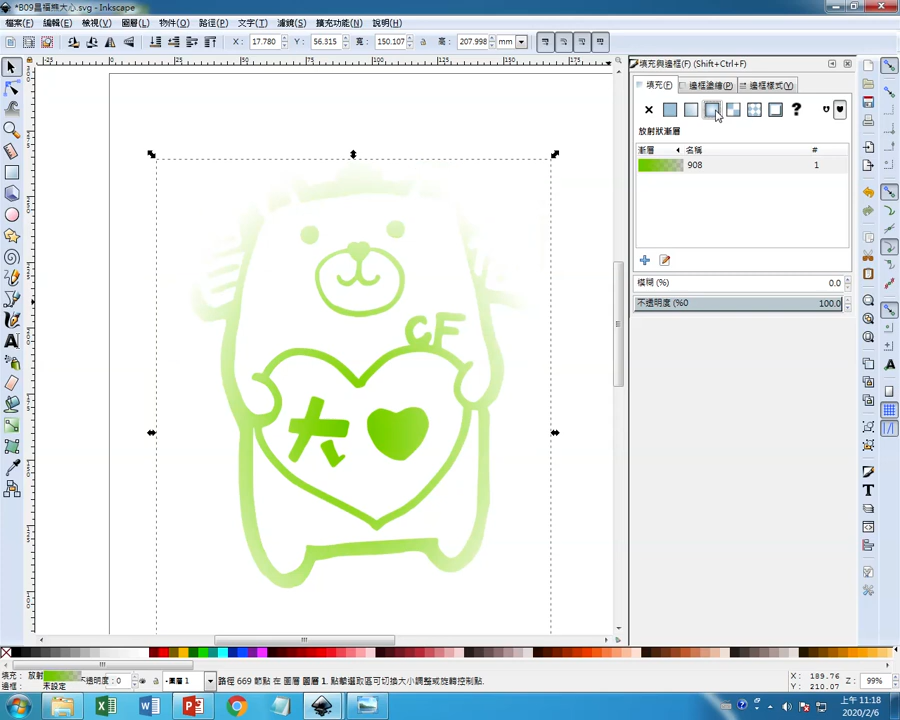 *B09昌福熊大心.svg - Inkscape
檔案(F) 編輯(E) 檢視(V) 圖層(L) 物件(O) 路徑(P) 文字(T) 濾鏡(S) 擴充功能(N) 說明(H)
X: 17.780 Y: 56.315 寬: 150.107 高: 207.998 mm
填充與邊框(F) (Shift+Ctrl+F)
填充(F) 邊框塗繪(P) 邊框樣式(Y)
放射狀漸層
漸層 名稱 #
908 1
模糊 (%) 0.0
不透明度 (%) 100.0
CF
大
填充: 放射
邊框: 未設定
不透明度: 0
圖層 1
路徑 669 節點 在 圖層 圖層 1. 點擊選取區可切換大小調整或旋轉控制點.
X: 189.76
Y: 210.07
Z: 99%
上午 11:18
2020/2/6